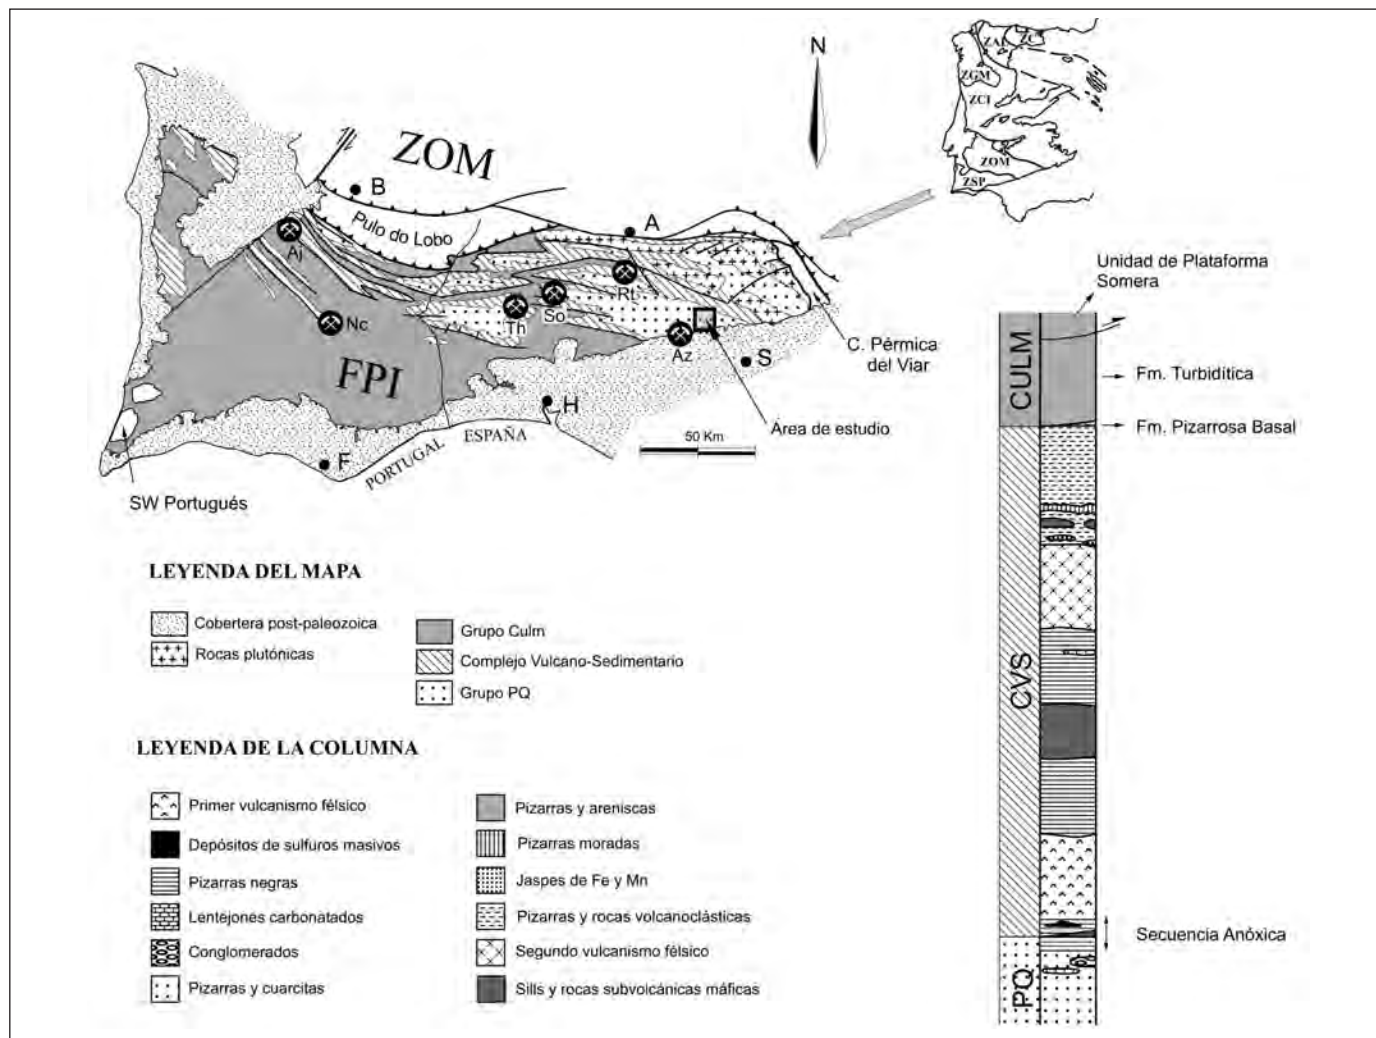 N
ZAL
ZC
ZGM
ZCI
ZOM
ZSP
ZOM
B
Pulo do Lobo
A
Aj
Nc
Th
So
Rt
Az
S
FPI
C. Pérmica
del Viar
H
Área de estudio
50 Km
F
PORTUGAL
ESPAÑA
SW Portugués
Unidad de Plataforma
Somera
CULM
Fm. Turbidítica
Fm. Pizarrosa Basal
CVS
Secuencia Anóxica
PQ
LEYENDA DEL MAPA
Cobertera post-paleozoica
Rocas plutónicas
Grupo Culm
Complejo Vulcano-Sedimentario
Grupo PQ
LEYENDA DE LA COLUMNA
Primer vulcanismo félsico
Depósitos de sulfuros masivos
Pizarras negras
Lentejones carbonatados
Conglomerados
Pizarras y cuarcitas
Pizarras y areniscas
Pizarras moradas
Jaspes de Fe y Mn
Pizarras y rocas volcanoclásticas
Segundo vulcanismo félsico
Sills y rocas subvolcánicas máficas